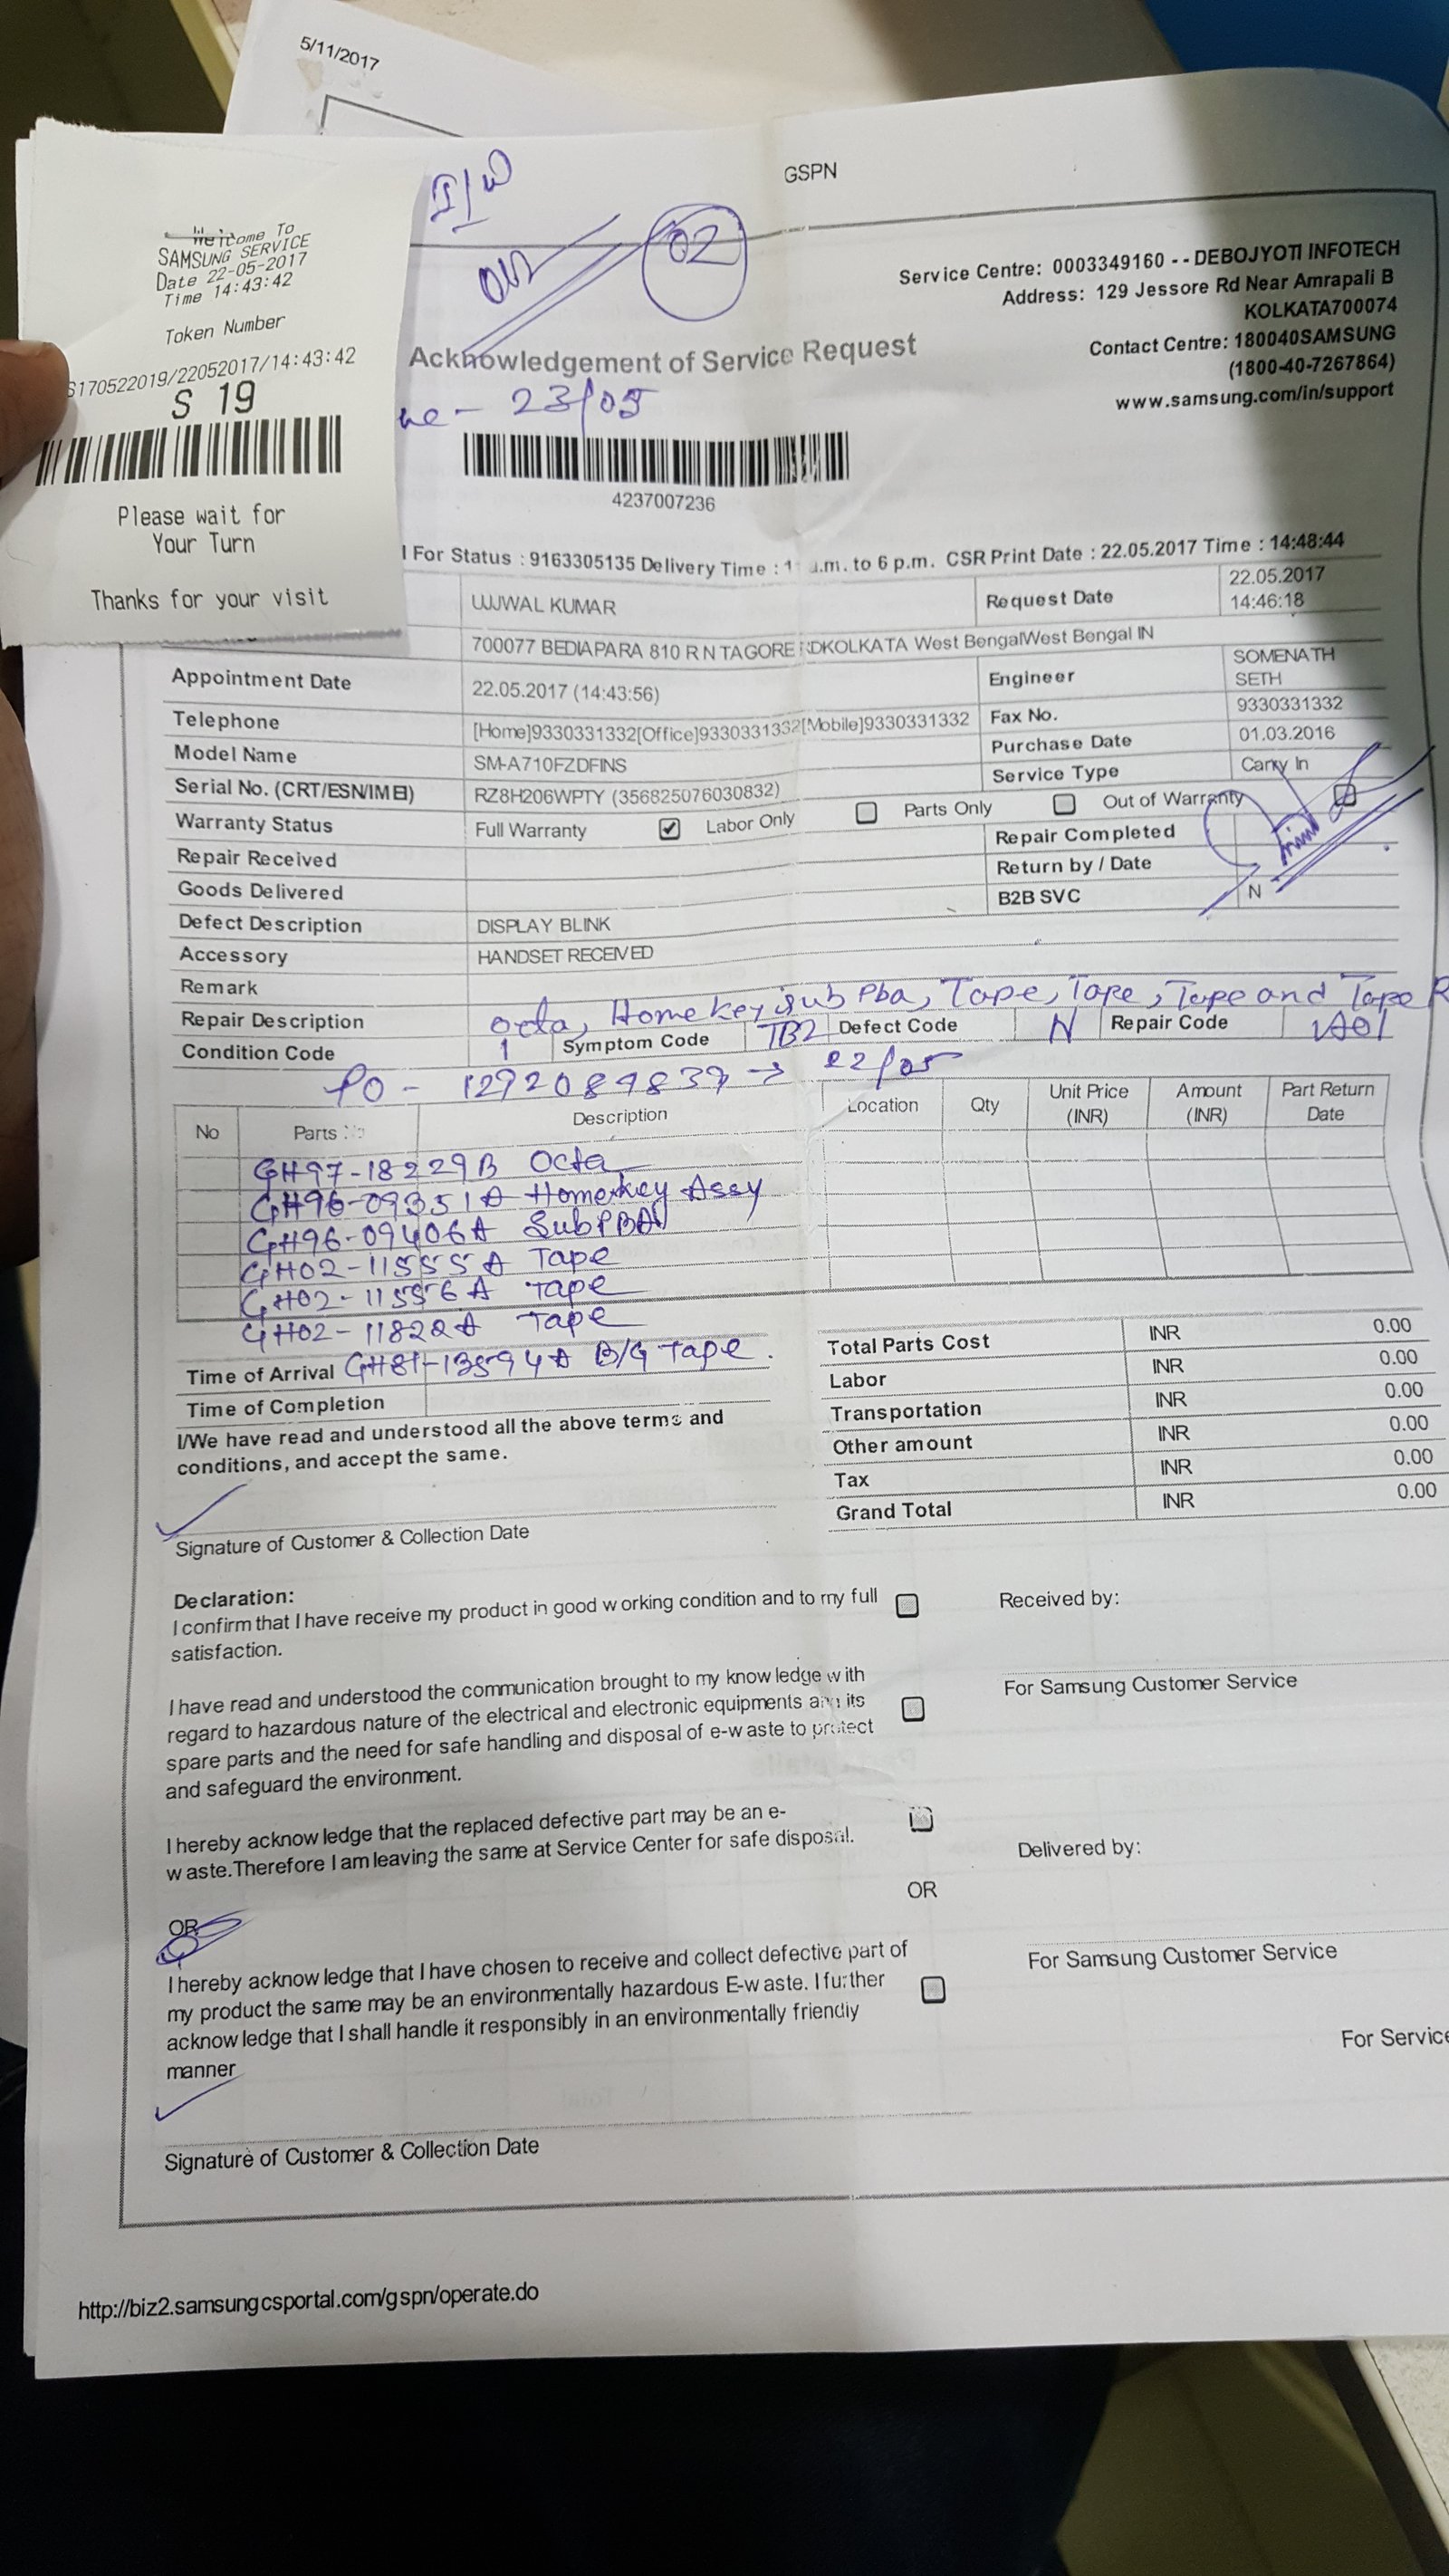 5/11/2017
GSPN
Welcome To
SAMSUNG SERVICE
Date 22-05-2017
Time 14:43:42
Token Number
S170522019/22052017/14:43:42
S 19
Please wait for
Your Turn
Thanks for your visit
I/W
02
Service Centre: 0003349160 - - DEBOJYOTI INFOTECH
Address: 129 Jessore Rd Near Amrapali B
KOLKATA700074
Contact Centre: 180040SAMSUNG
(1800-40-7267864)
www.samsung.com/in/support
Acknowledgement of Service Request
ue - 23/05
4237007236
l For Status : 9163305135 Delivery Time : 1 a.m. to 6 p.m. CSR Print Date : 22.05.2017 Time : 14:48:44
UJJWAL KUMAR Request Date 22.05.2017 14:46:18
700077 BEDIAPARA 810 R N TAGORE RDKOLKATA West BengalWest Bengal IN
Appointment Date 22.05.2017 (14:43:56) Engineer SOMENATH SETH
Telephone [Home]9330331332[Office]9330331332[Mobile]9330331332 Fax No. 9330331332
Model Name SM-A710FZDFINS Purchase Date 01.03.2016
Serial No. (CRT/ESN/IMEI) RZ8H206WPTY (356825076030832) Service Type Carry In
Warranty Status Full Warranty Labor Only Parts Only Out of Warranty
Repair Received Repair Completed
Goods Delivered Return by / Date
B2B SVC N
Defect Description DISPLAY BLINK
Accessory HANDSET RECEIVED
Remark
Repair Description Octa, Homekey sub Pba, Tape, Tape, Tape and Tape R
Condition Code 1 Symptom Code TB2 Defect Code N Repair Code A01
PO - 1292089839 → 22/05
No Parts No Description Location Qty Unit Price (INR) Amount (INR) Part Return Date
GH97-18229B Octa
GH96-09351A Homekey Assy
GH96-09406A SubPBA
GH02-11555A Tape
GH02-11556A Tape
GH02-11822A Tape
Time of Arrival GH81-13594A B/G Tape.
Time of Completion
I/We have read and understood all the above terms and
conditions, and accept the same.
Signature of Customer & Collection Date
Total Parts Cost INR 0.00
Labor INR 0.00
Transportation INR 0.00
Other amount INR 0.00
Tax INR 0.00
Grand Total INR 0.00
Declaration:
I confirm that I have receive my product in good working condition and to my full
satisfaction.
I have read and understood the communication brought to my knowledge with
regard to hazardous nature of the electrical and electronic equipments and its
spare parts and the need for safe handling and disposal of e-waste to protect
and safeguard the environment.
I hereby acknowledge that the replaced defective part may be an e-
waste.Therefore I am leaving the same at Service Center for safe disposal.
OR
OR
I hereby acknowledge that I have chosen to receive and collect defective part of
my product the same may be an environmentally hazardous E-waste. I further
acknowledge that I shall handle it responsibly in an environmentally friendly
manner
Signature of Customer & Collection Date
Received by:
For Samsung Customer Service
Delivered by:
For Samsung Customer Service
For Service
http://biz2.samsungcsportal.com/gspn/operate.do